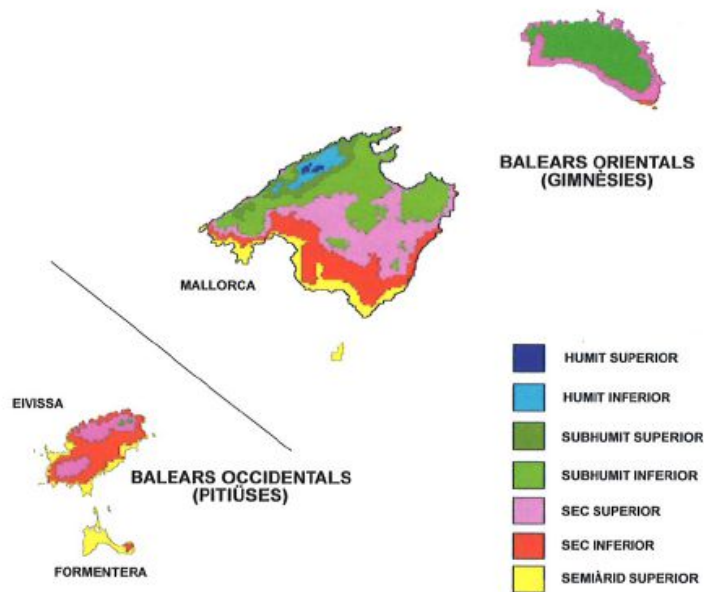 BALEARS ORIENTALS
(GIMNÈSIES)
MALLORCA
EIVISSA
BALEARS OCCIDENTALS
(PITIÜSES)
FORMENTERA
HUMIT SUPERIOR
HUMIT INFERIOR
SUBHUMIT SUPERIOR
SUBHUMIT INFERIOR
SEC SUPERIOR
SEC INFERIOR
SEMIÀRID SUPERIOR